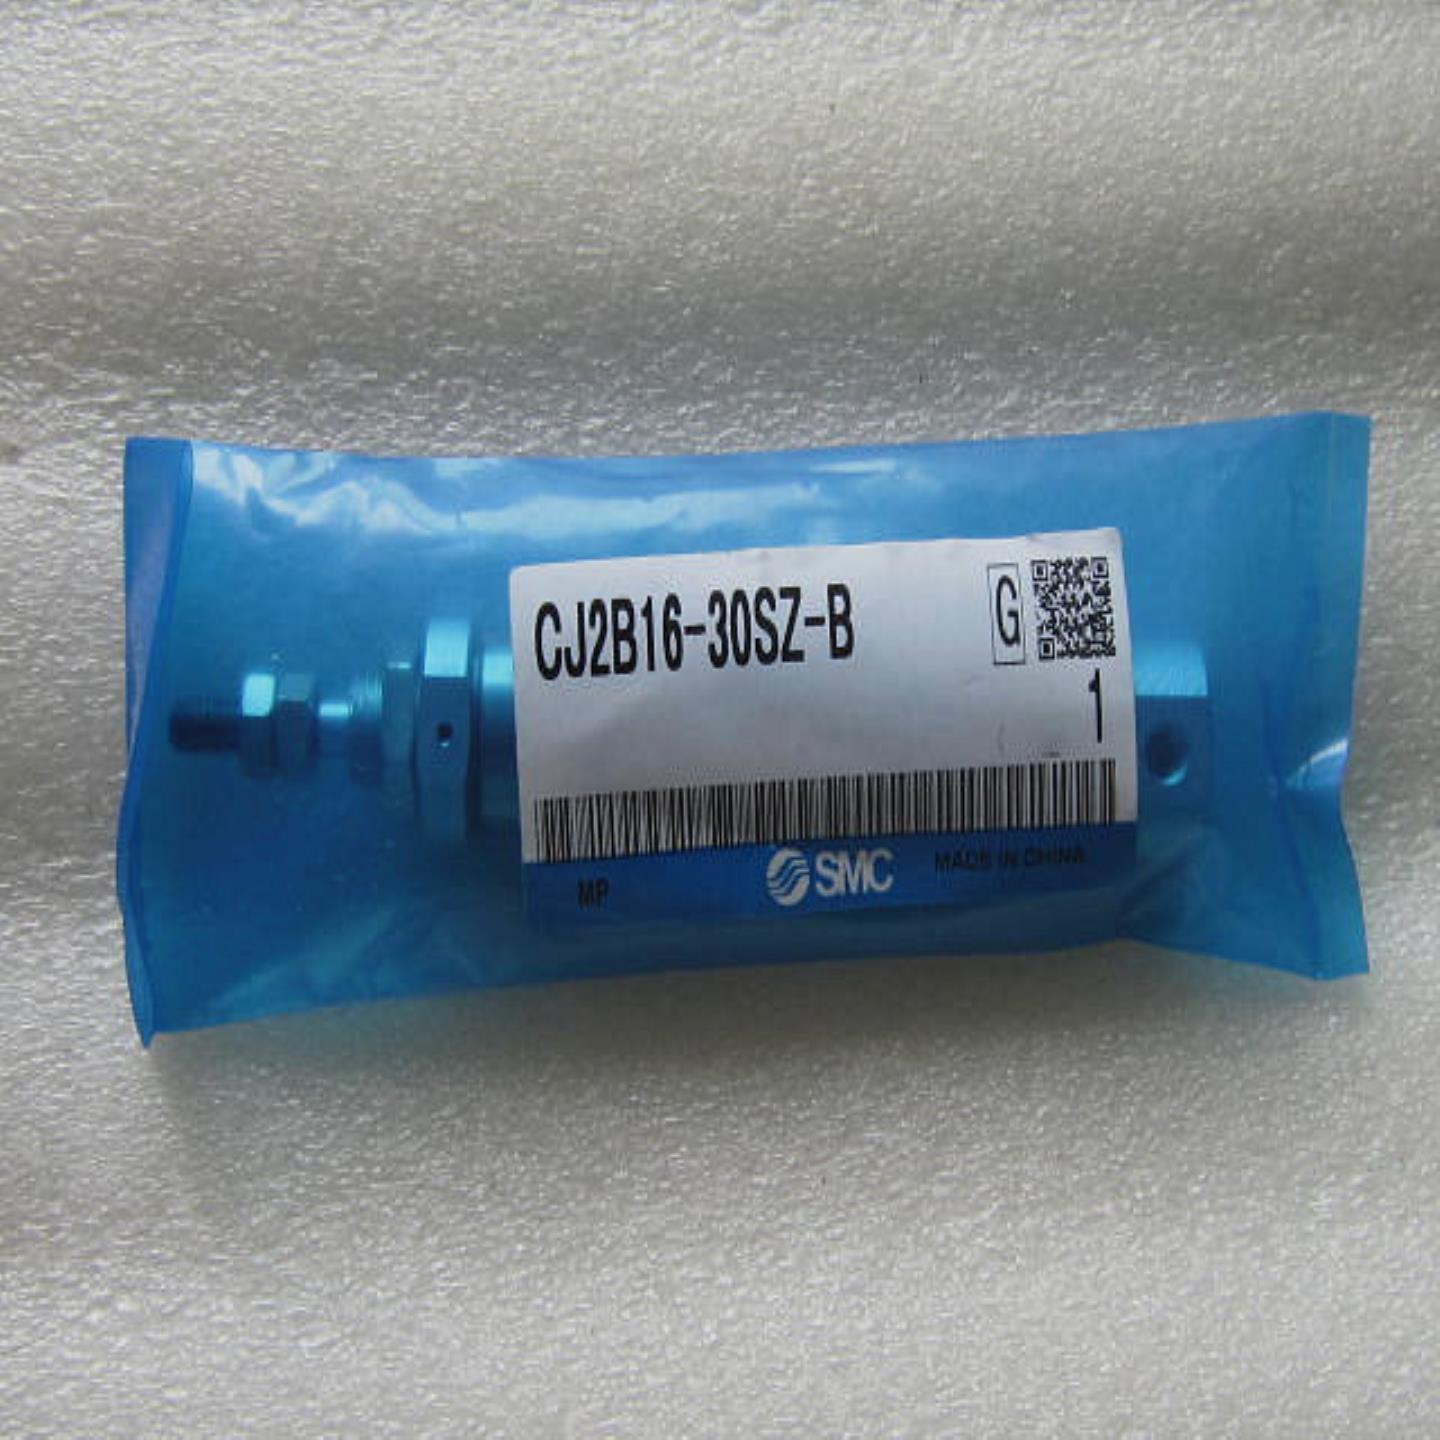 CJ2B16-30SZ-B
G
1
MP
SMC
MADE IN CHINA